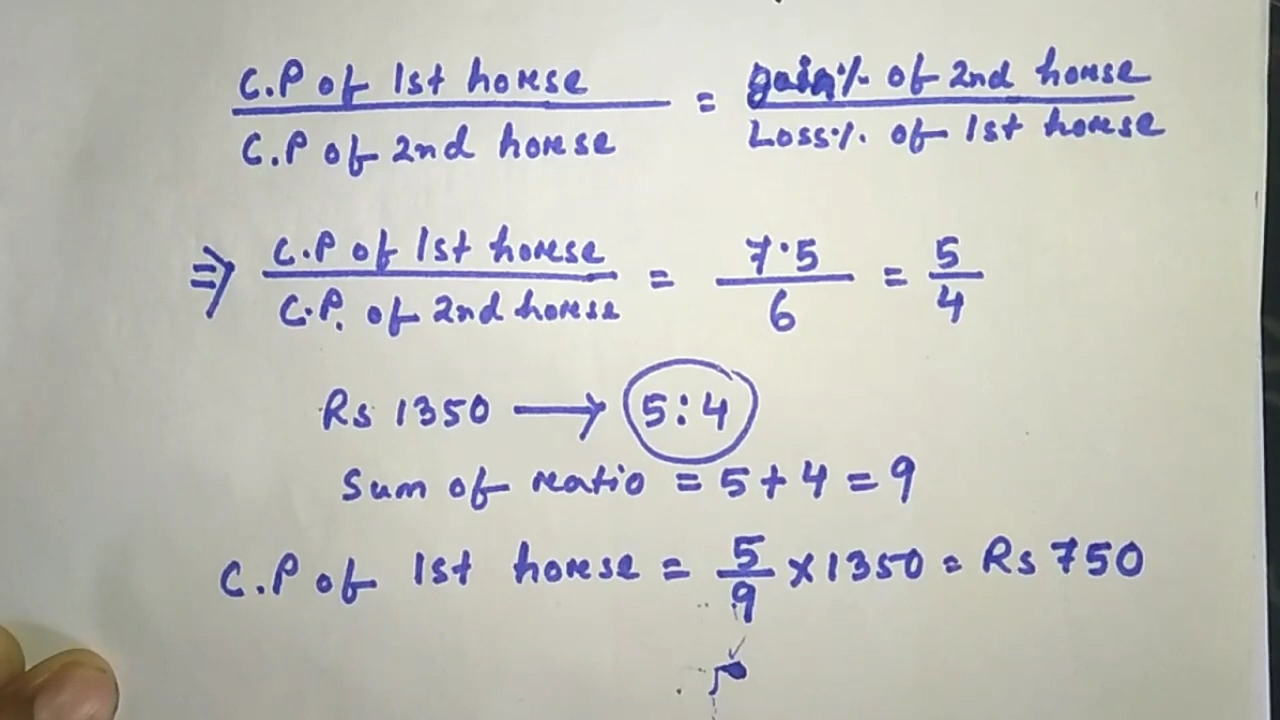 C.P of 1st horse / C.P of 2nd horse = gain% of 2nd horse / Loss% of 1st horse
⇒ C.P of 1st horse / C.P. of 2nd horse = 7.5 / 6 = 5 / 4
Rs 1350 → 5:4
Sum of ratio = 5 + 4 = 9
C.P of 1st horse = 5/9 × 1350 = Rs 750